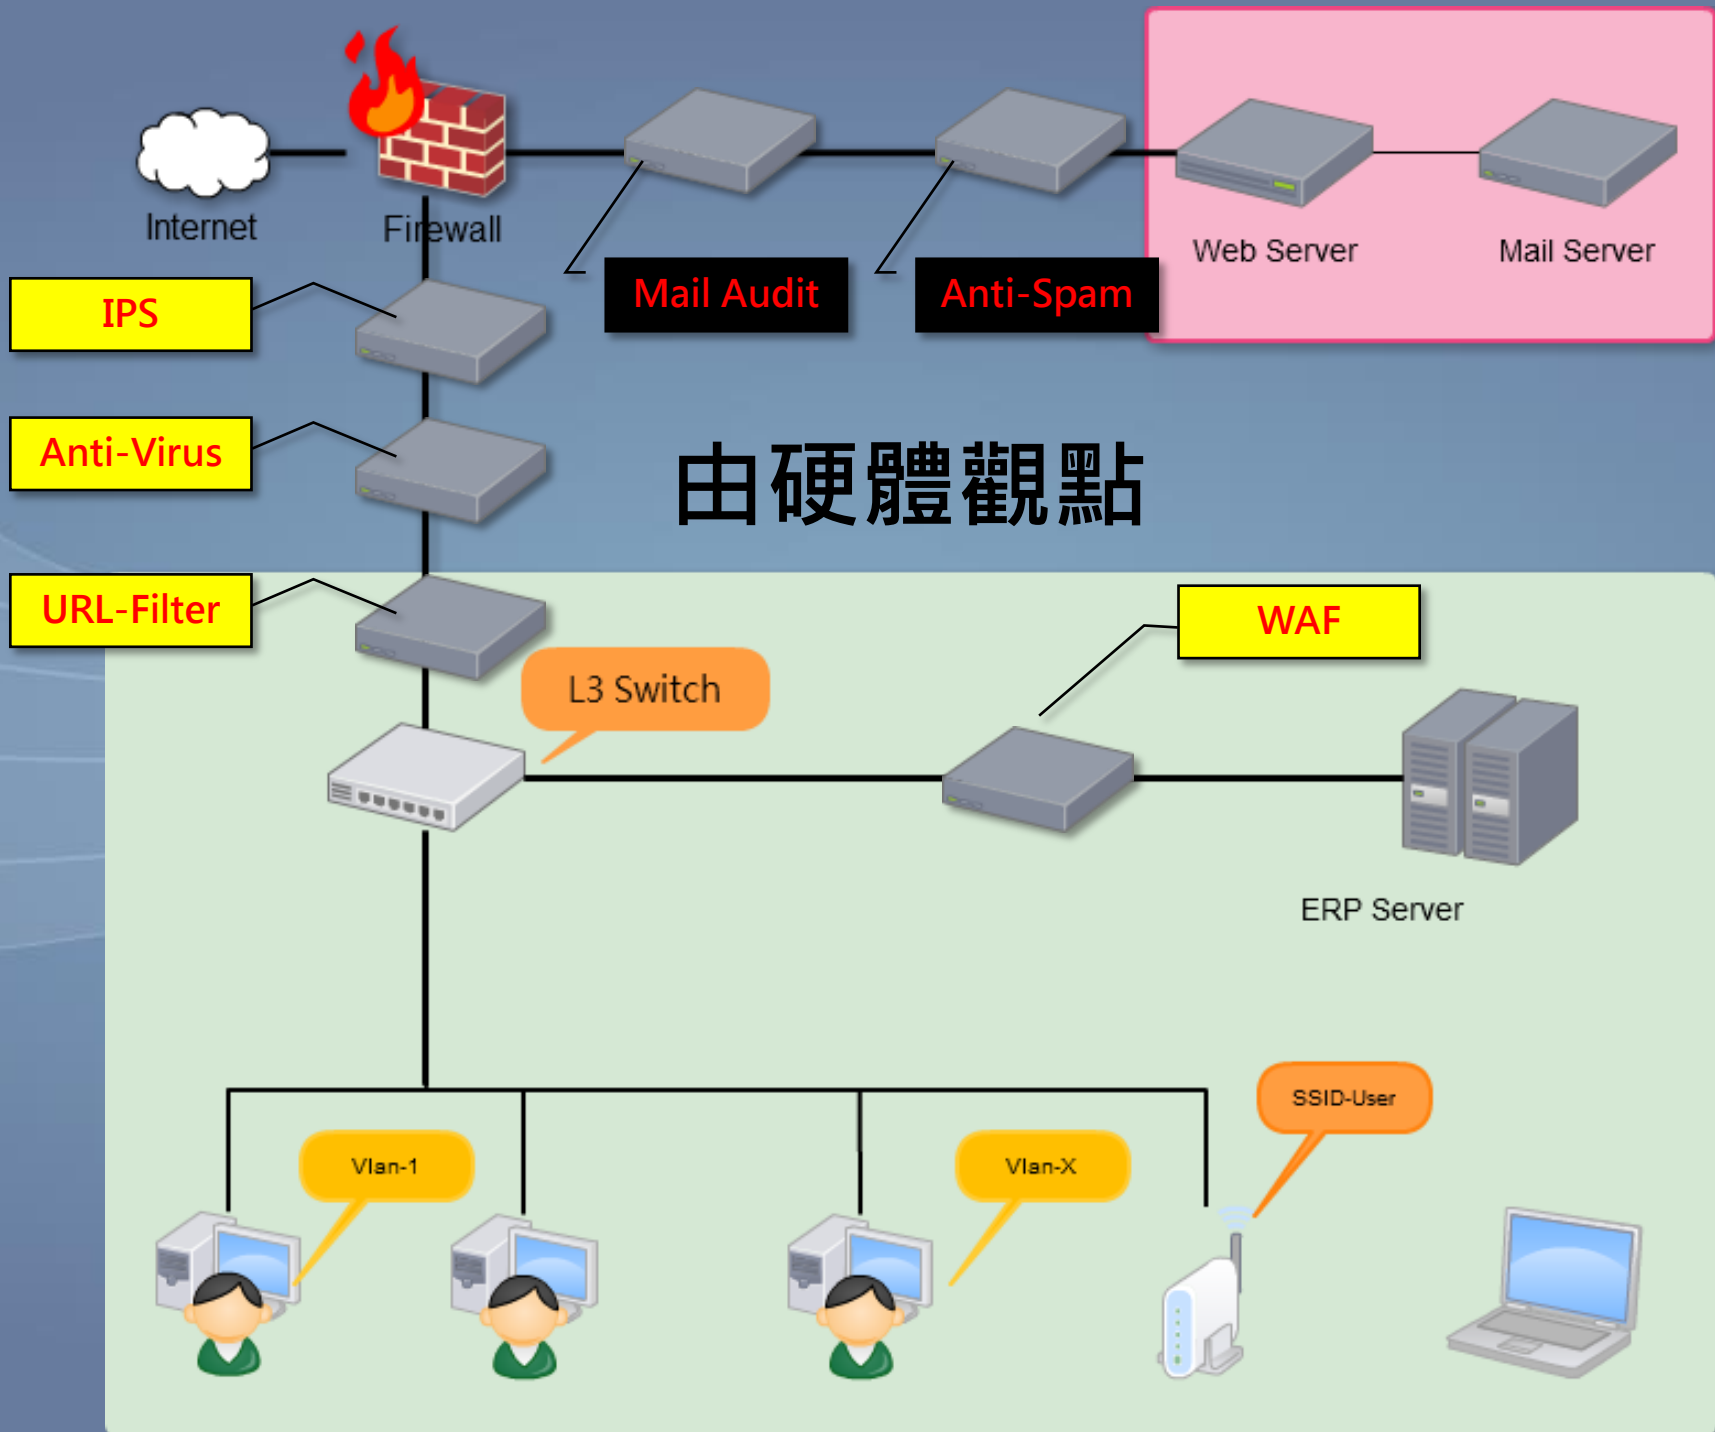 Internet
Firewall
Web Server
Mail Server
Mail Audit
Anti-Spam
IPS
Anti-Virus
由硬體觀點
URL-Filter
WAF
L3 Switch
ERP Server
SSID-User
Vlan-1
Vlan-X